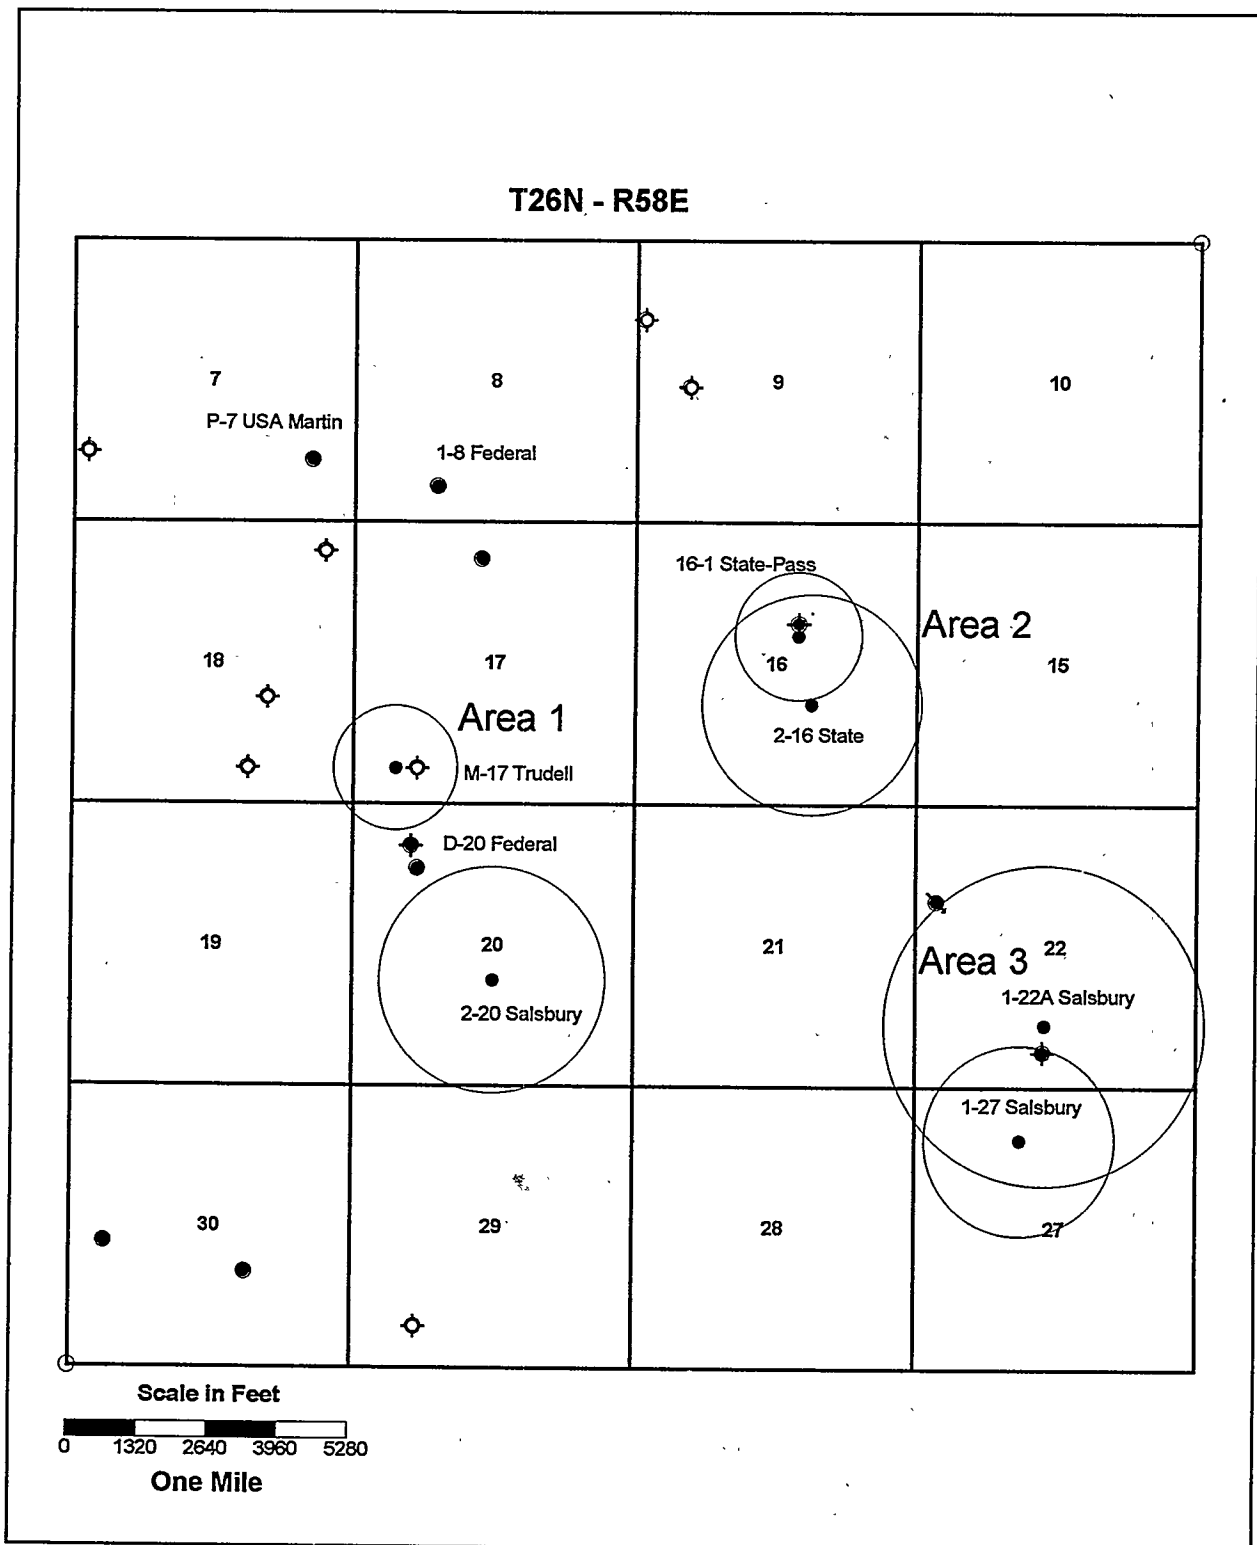 T26N - R58E
7
8
9
10
P-7 USA Martin
1-8 Federal
16-1 State-Pass
Area 2
18
17
16
15
Area 1
2-16 State
M-17 Trudell
D-20 Federal
19
20
21
22
Area 3
1-22A Salsbury
2-20 Salsbury
1-27 Salsbury
30
29
28
27
Scale in Feet
0 1320 2640 3960 5280
One Mile